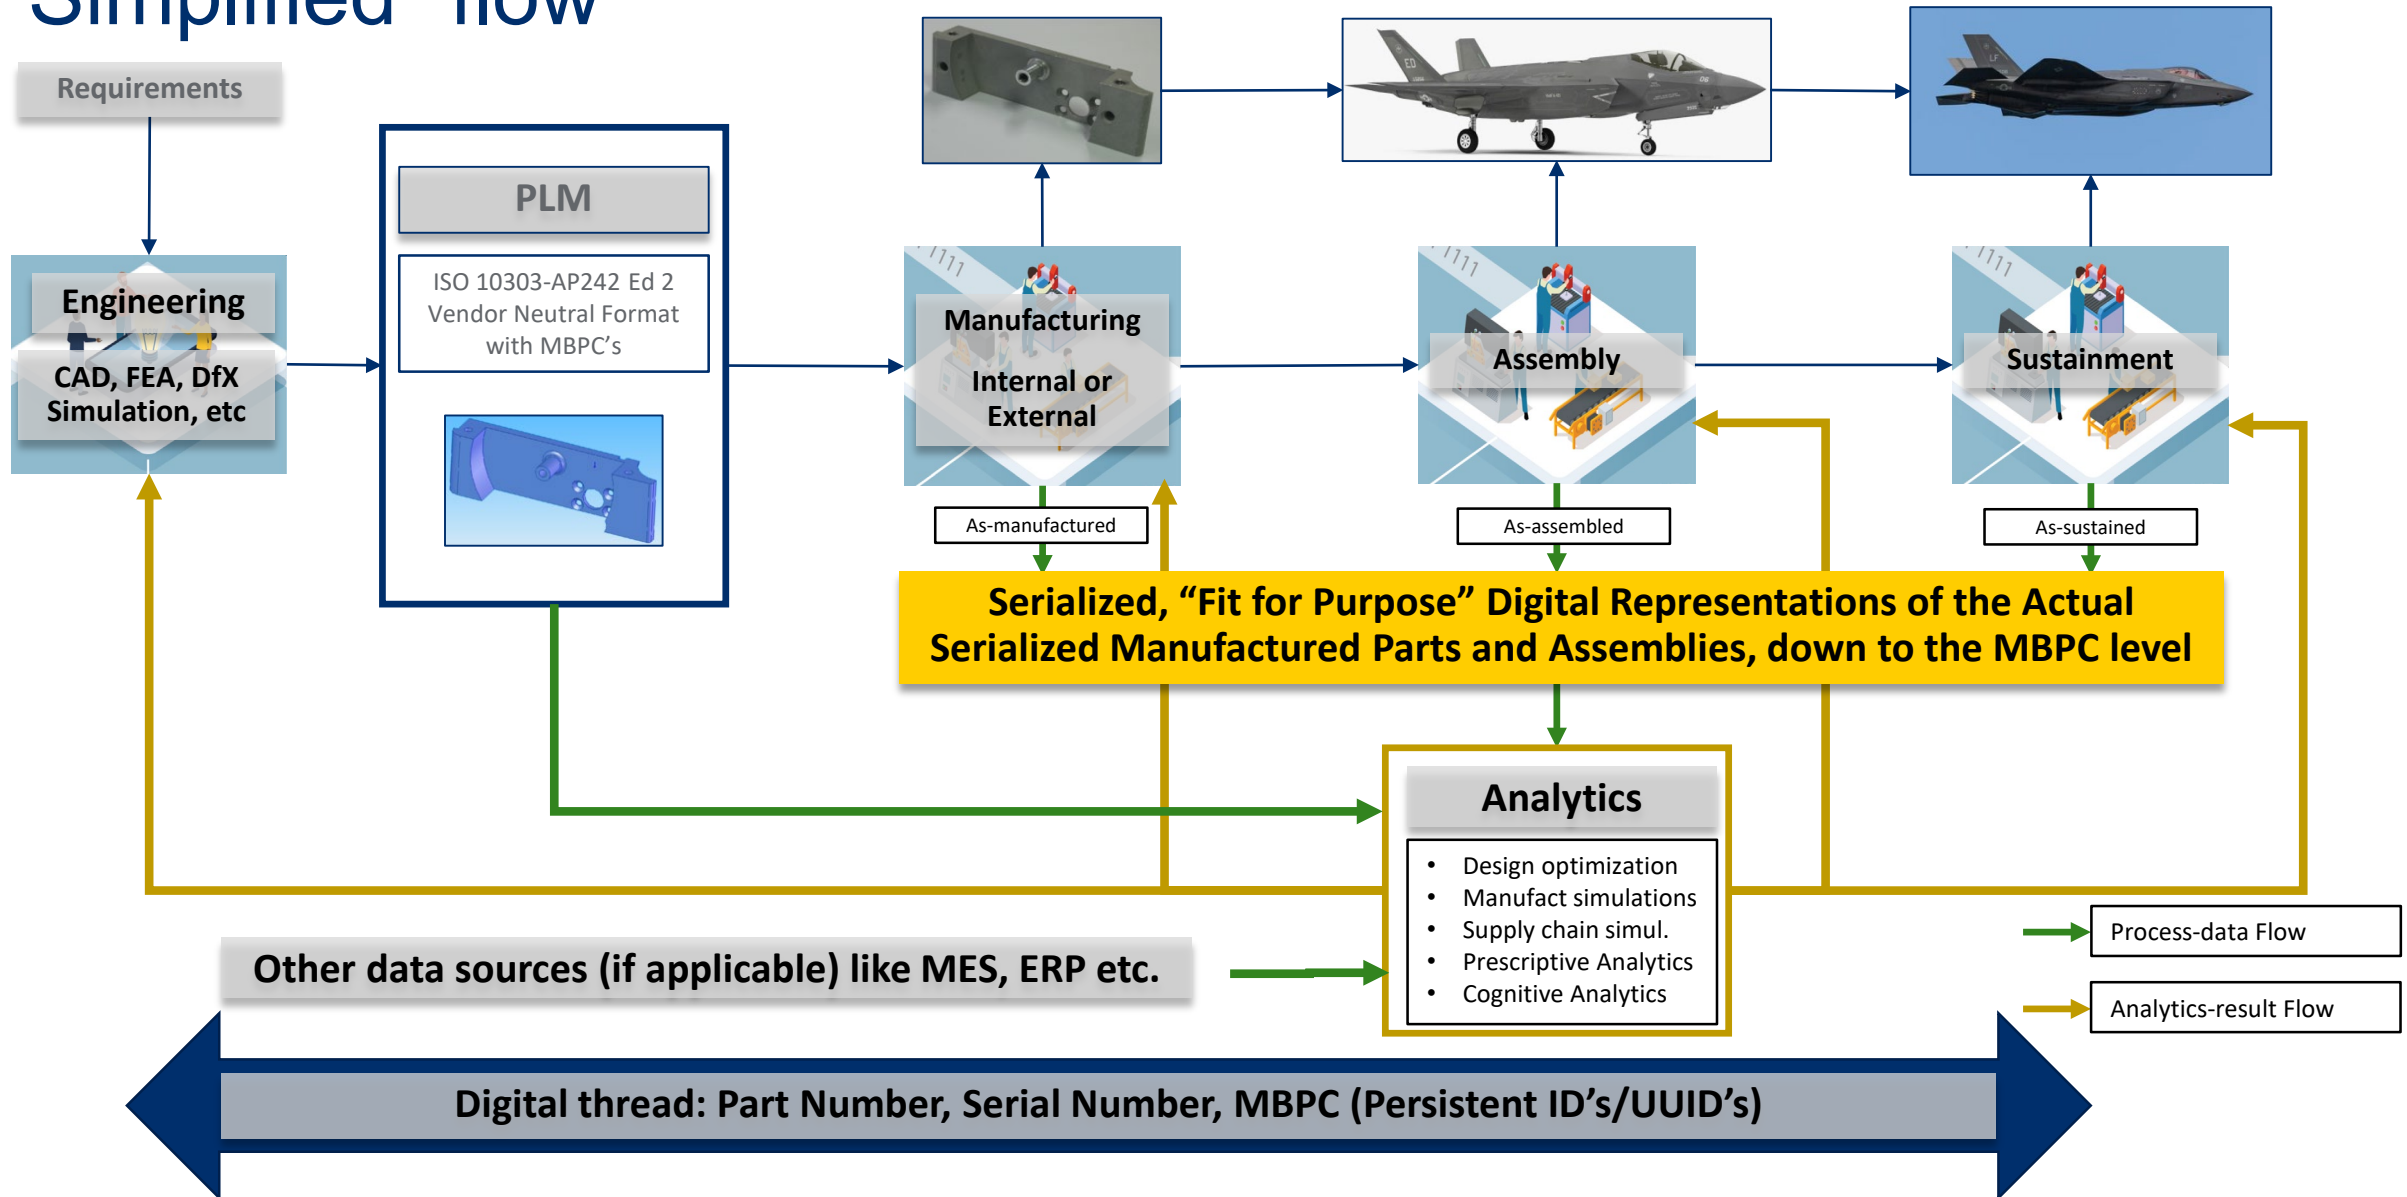 Simplified flow
Requirements
PLM
ISO 10303-AP242 Ed 2
Vendor Neutral Format
with MBPC’s
Engineering
CAD, FEA, DfX
Simulation, etc
Manufacturing
Internal or
External
Assembly
Sustainment
As-manufactured
As-assembled
As-sustained
Serialized, “Fit for Purpose” Digital Representations of the Actual
Serialized Manufactured Parts and Assemblies, down to the MBPC level
Analytics
• Design optimization
• Manufact simulations
• Supply chain simul.
• Prescriptive Analytics
• Cognitive Analytics
Other data sources (if applicable) like MES, ERP etc.
Process-data Flow
Analytics-result Flow
Digital thread: Part Number, Serial Number, MBPC (Persistent ID’s/UUID’s)
ED
LF